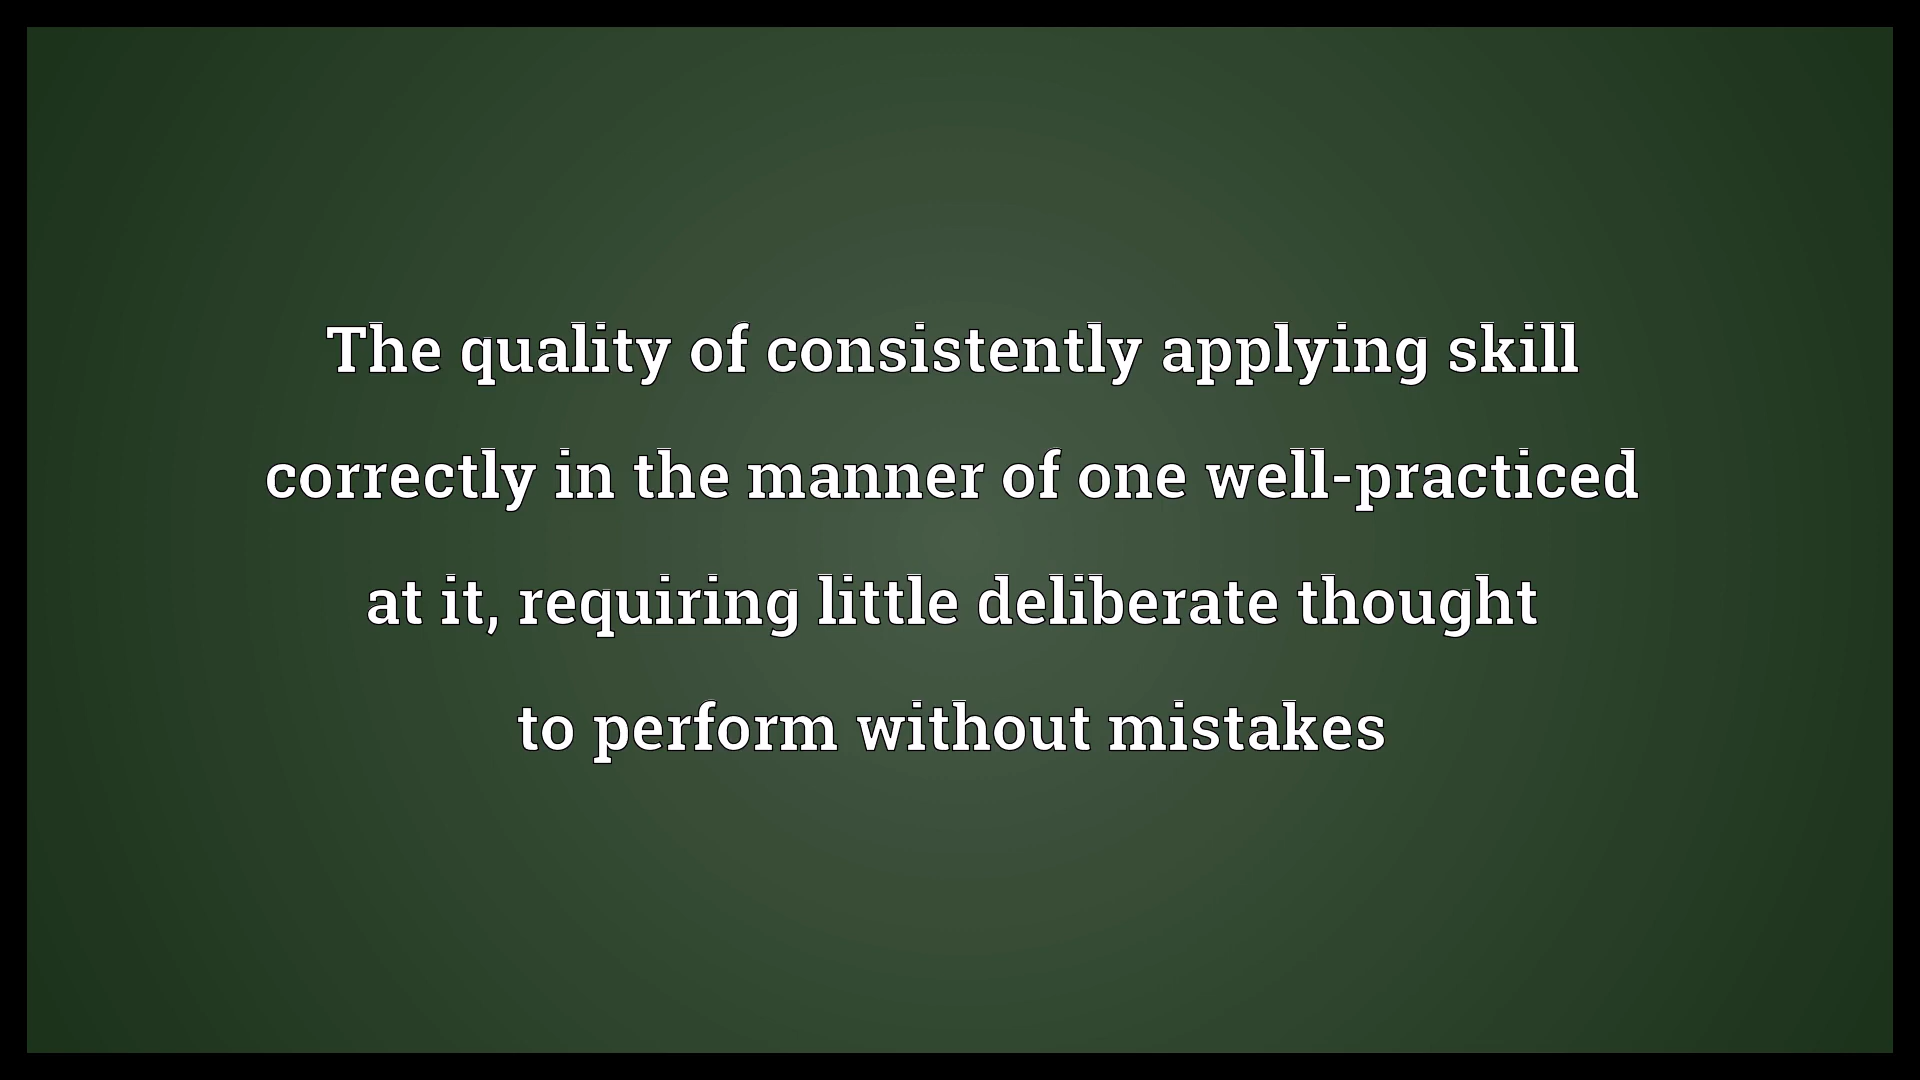 The quality of consistently applying skill
correctly in the manner of one well-practiced
at it, requiring little deliberate thought
to perform without mistakes